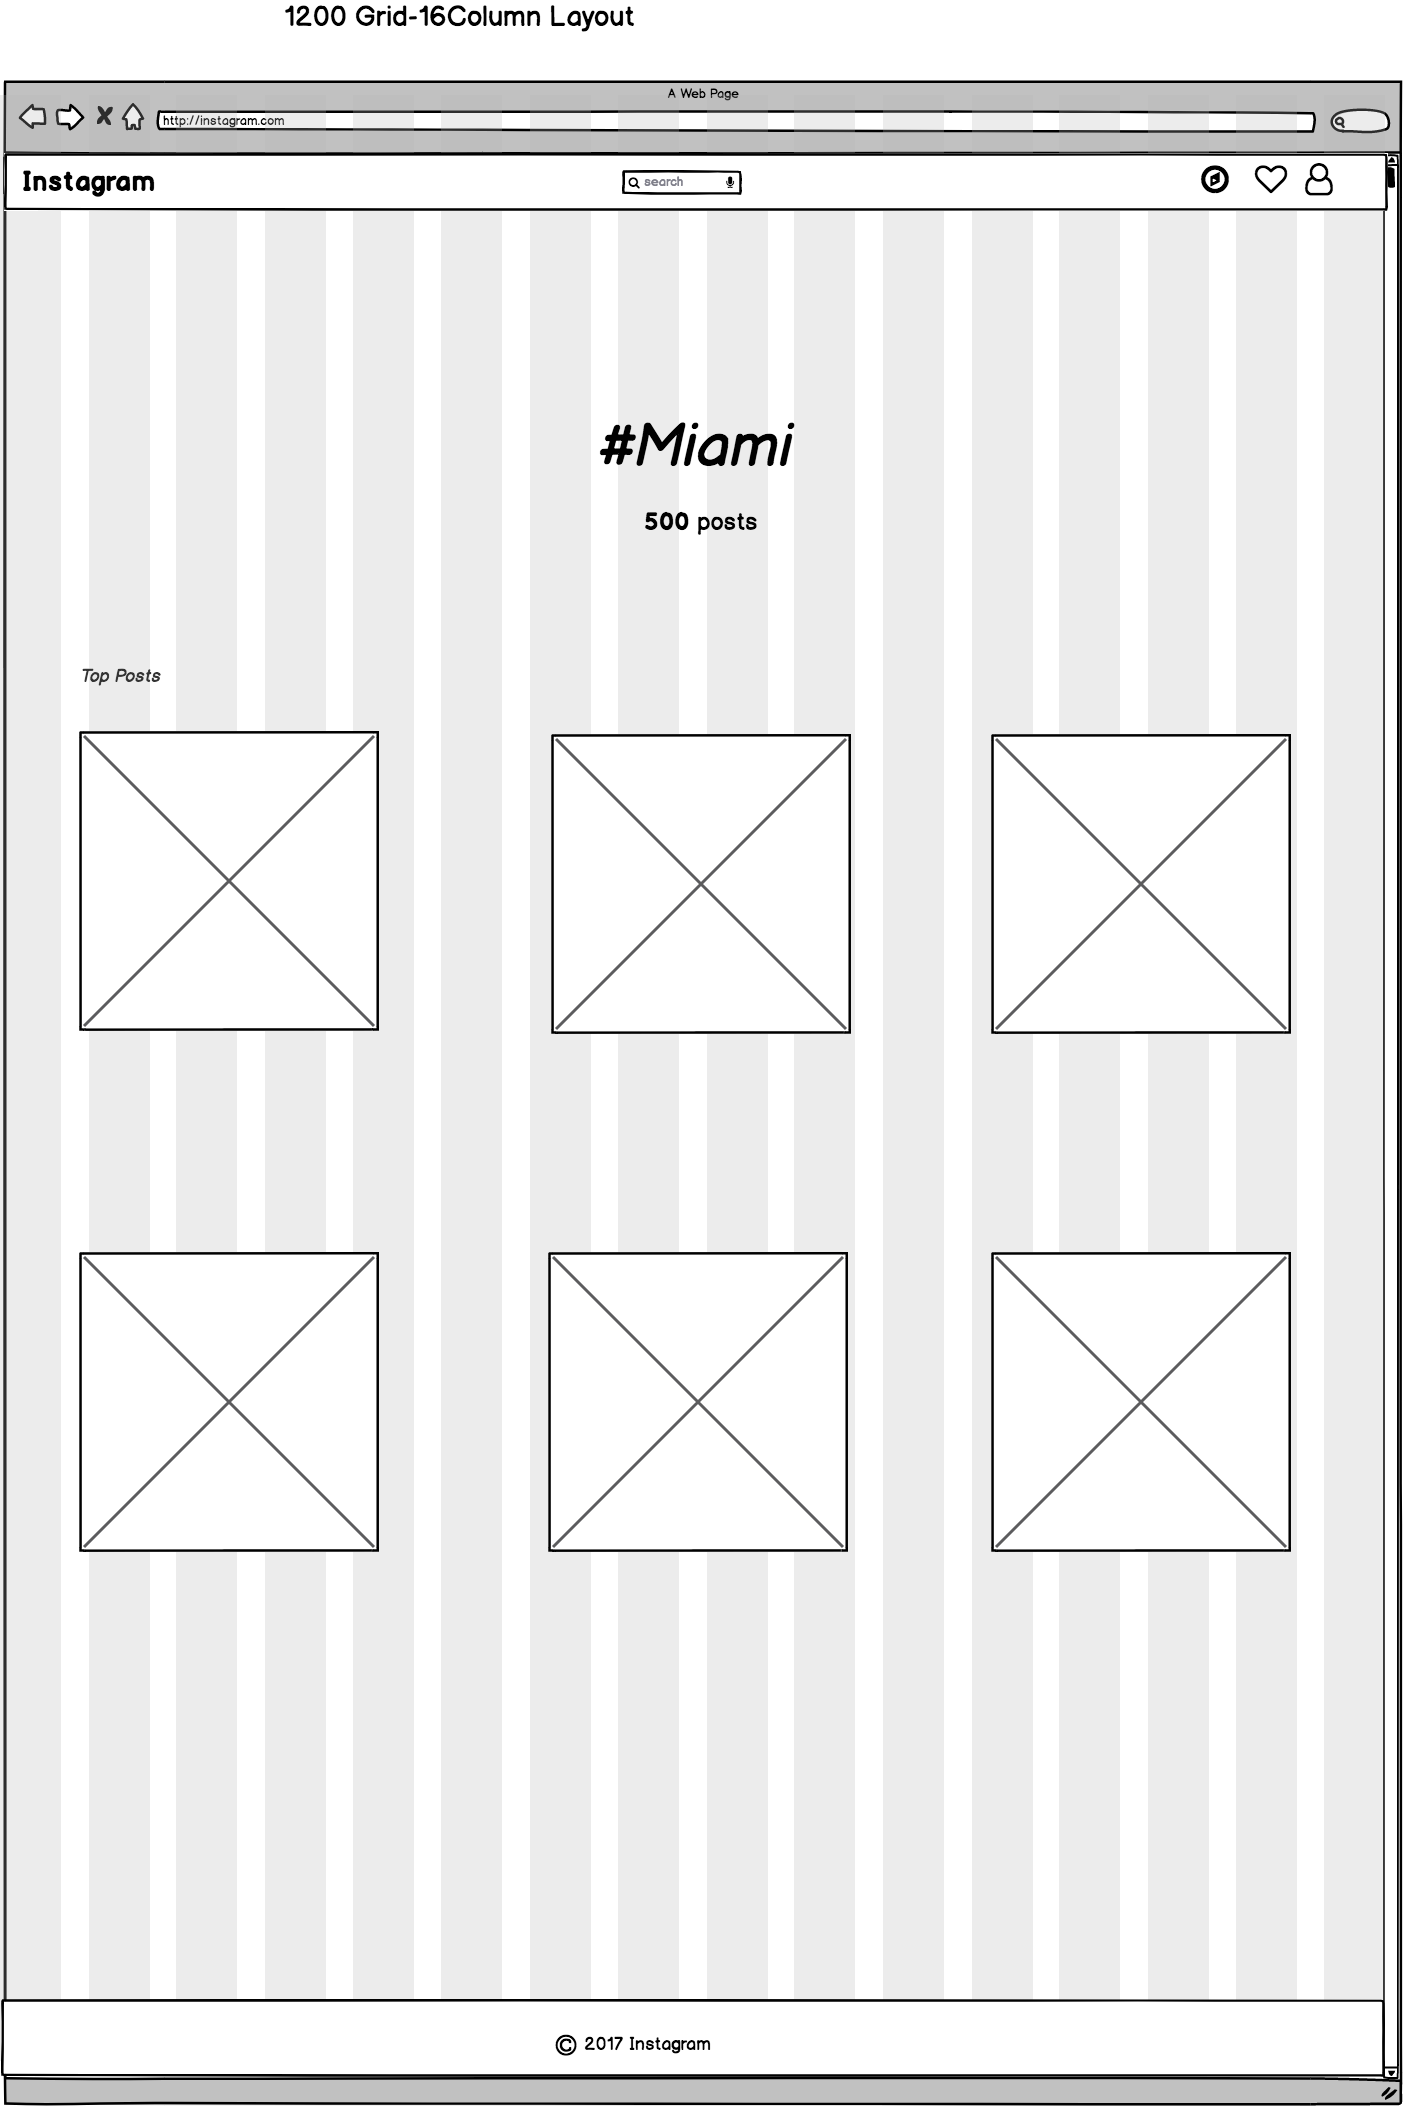 1200 Grid-16Column Layout
A Web Page
http://instagram.com
Instagram
search
#Miami
500 posts
Top Posts
© 2017 Instagram